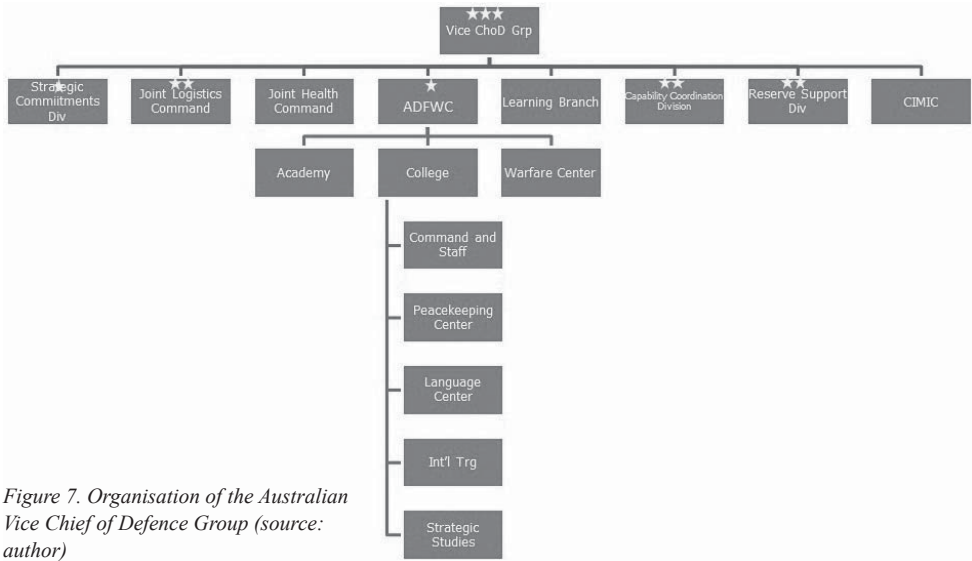 Vice ChoD Grp
Strategic
Commitments
Div
Joint Logistics
Command
Joint Health
Command
ADFWC
Learning Branch
Capability Coordination
Division
Reserve Support
Div
CIMIC
Academy
College
Warfare Center
Command and
Staff
Peacekeeping
Center
Language
Center
Int'l Trg
Strategic
Studies
Figure 7. Organisation of the Australian
Vice Chief of Defence Group (source:
author)